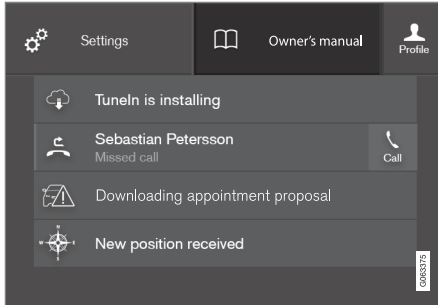 Settings
Owner's manual
Profile
TuneIn is installing
Sebastian Petersson
Missed call
Call
Downloading appointment proposal
N
S
New position received
G063375